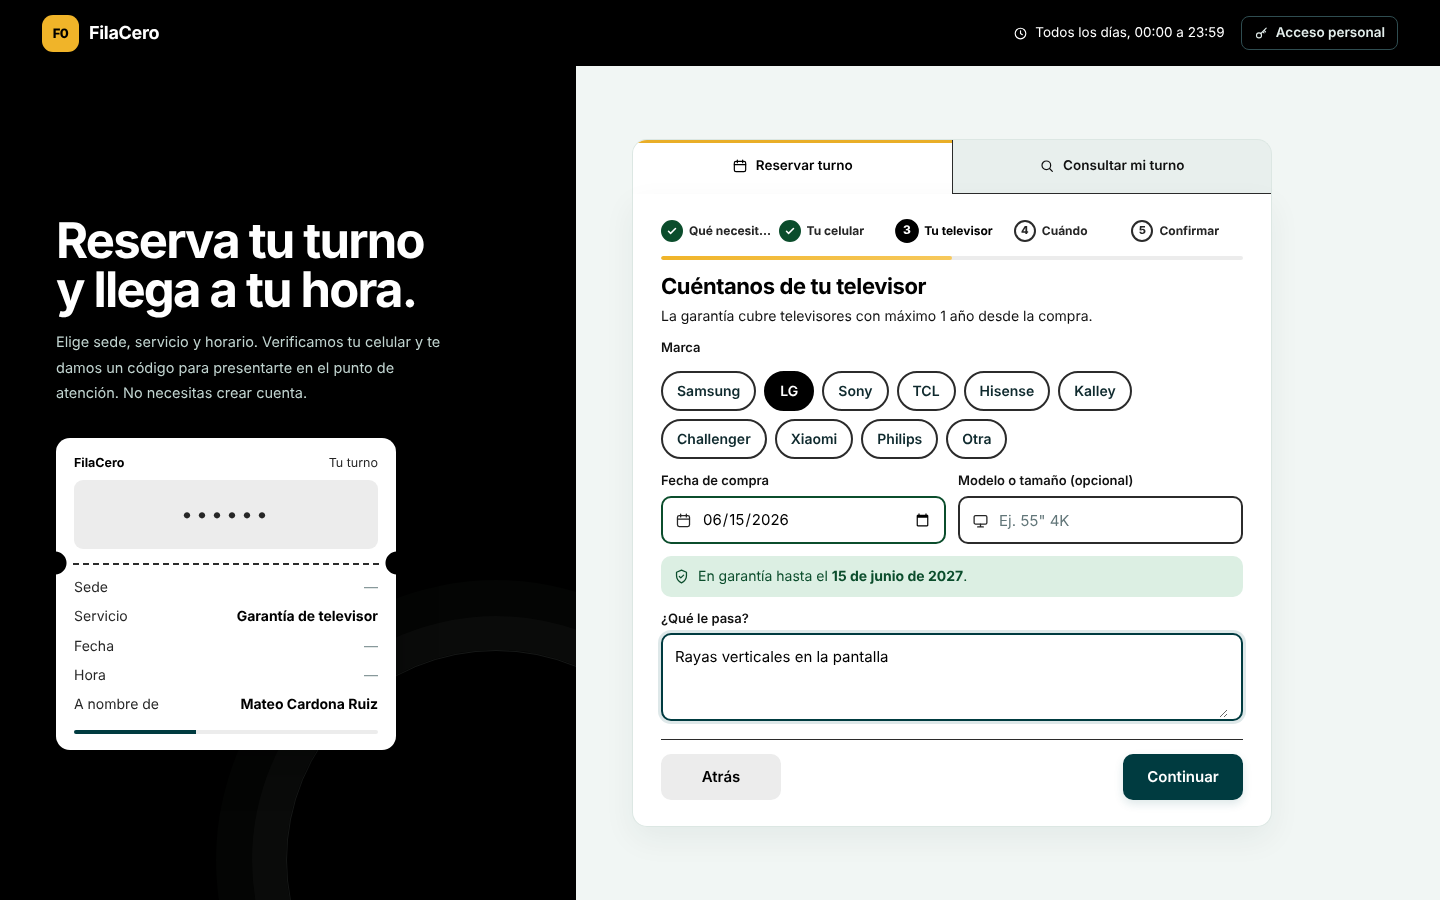 F0 FilaCero
Todos los días, 00:00 a 23:59
Acceso personal
Reserva tu turno
y llega a tu hora.
Elige sede, servicio y horario. Verificamos tu celular y te
damos un código para presentarte en el punto de
atención. No necesitas crear cuenta.
FilaCero Tu turno
••••••
Sede —
Servicio Garantía de televisor
Fecha —
Hora —
A nombre de Mateo Cardona Ruiz
Reservar turno
Consultar mi turno
Qué necesit...
Tu celular
3 Tu televisor
4 Cuándo
5 Confirmar
Cuéntanos de tu televisor
La garantía cubre televisores con máximo 1 año desde la compra.
Marca
Samsung LG Sony TCL Hisense Kalley
Challenger Xiaomi Philips Otra
Fecha de compra Modelo o tamaño (opcional)
06/15/2026 Ej. 55" 4K
En garantía hasta el 15 de junio de 2027.
¿Qué le pasa?
Rayas verticales en la pantalla
Atrás Continuar